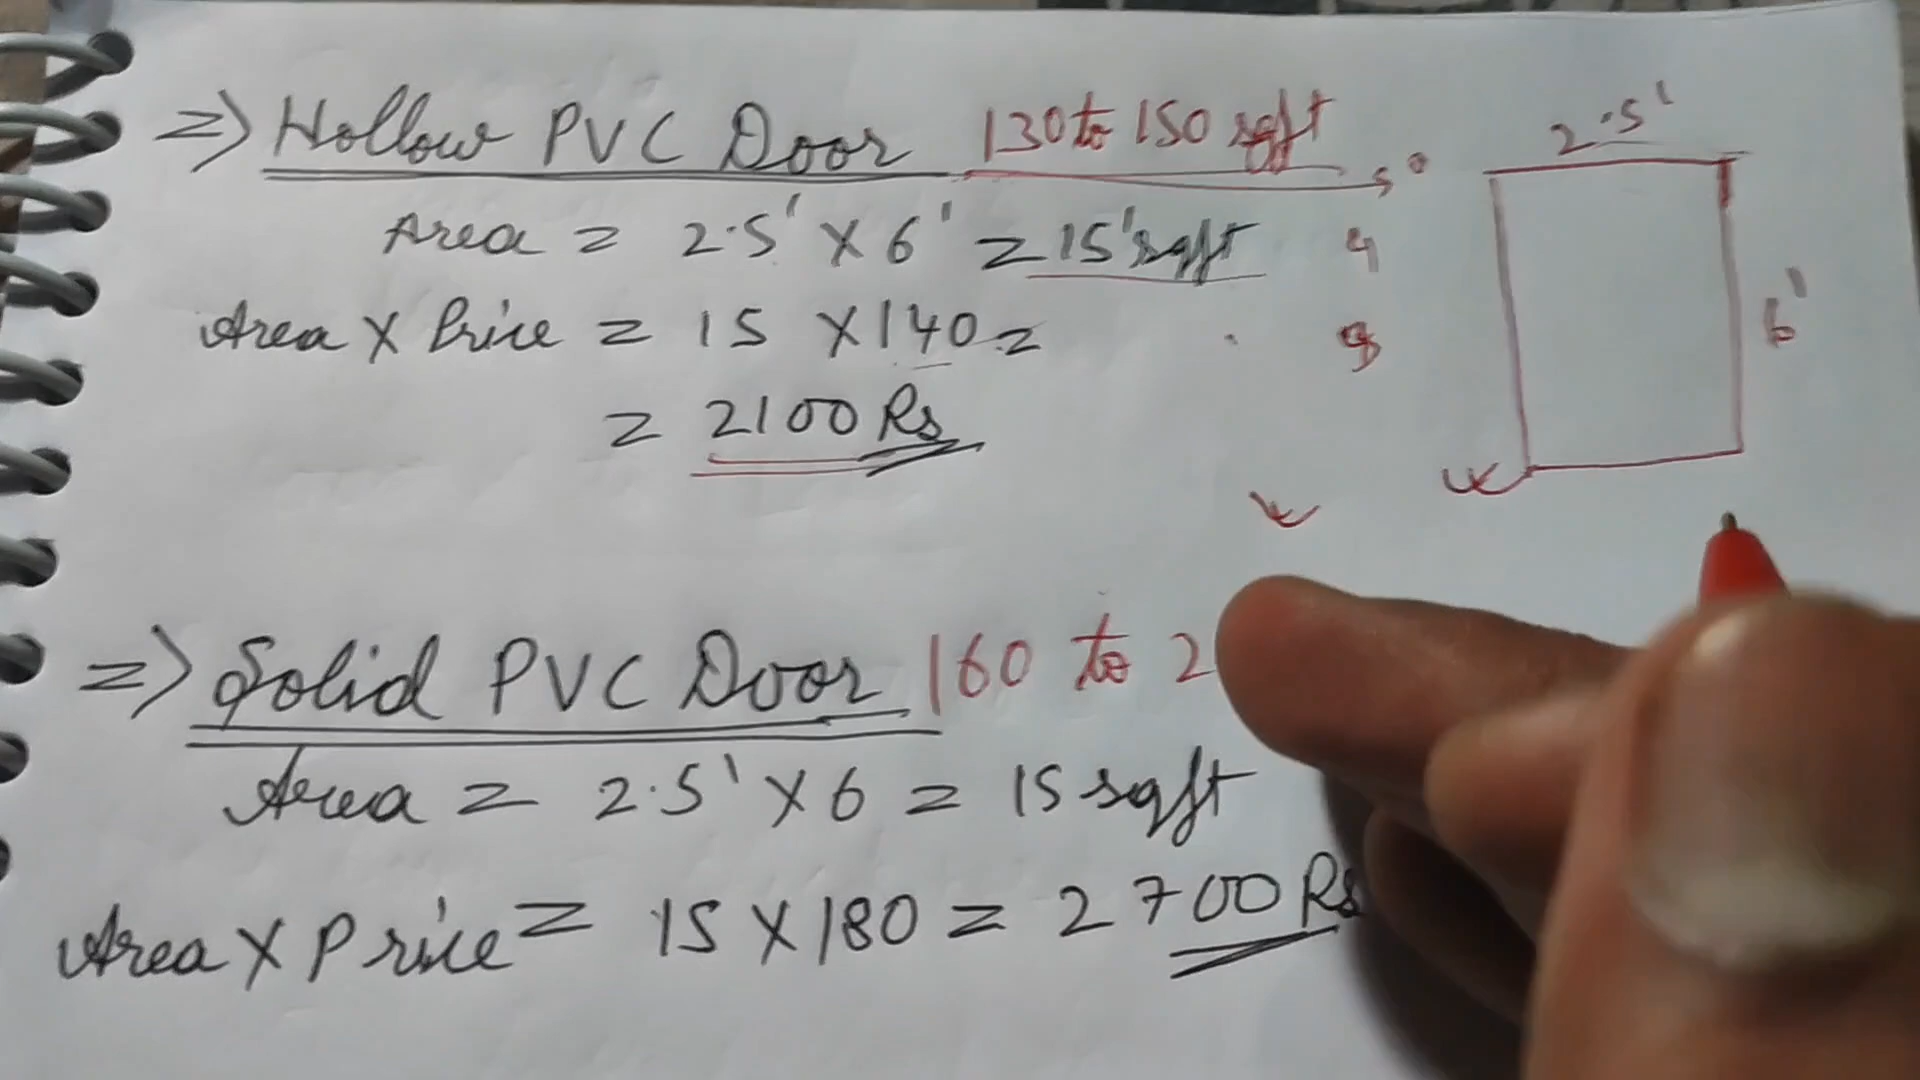 => Hollow PVC Door 130 to 150 sqft
2.5'
Area = 2.5' X 6' = 15' sqft
5"
4
6'
Area X Price = 15 X 140 =
= 2100 Rs
=> Solid PVC Door 160 to 2
Area = 2.5' X 6 = 15 sqft
Area X Price = 15 X 180 = 2700 Rs